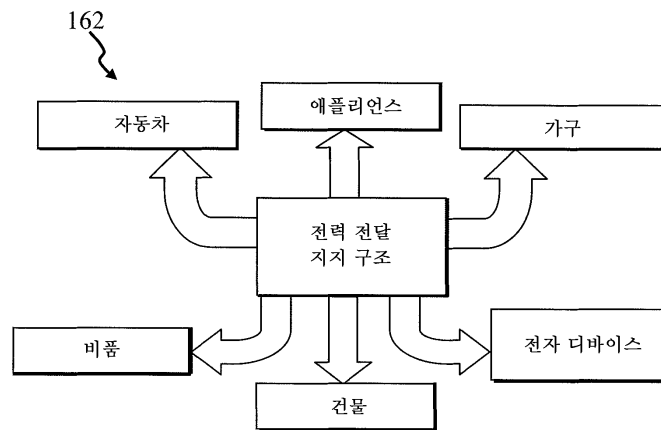 162
자동차
애플리언스
가구
전력 전달
지지 구조
비품
건물
전자 디바이스